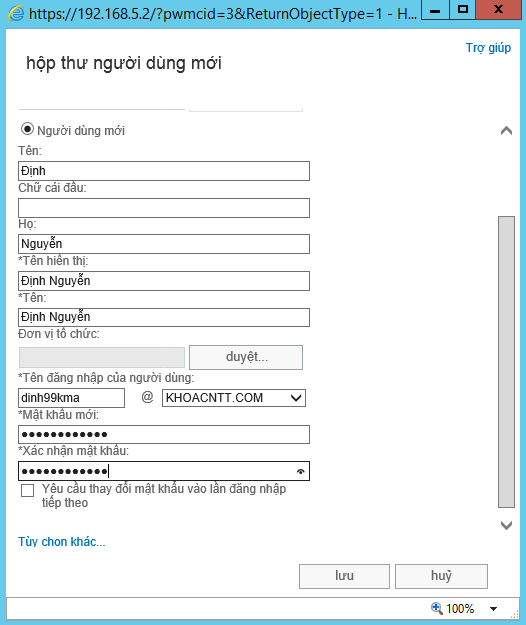 https://192.168.5.2/?pwmcid=3&ReturnObjectType=1 - H...
Trợ giúp
hộp thư người dùng mới
Người dùng mới
Tên:
Định
Chữ cái đầu:
Họ:
Nguyễn
*Tên hiển thị:
Định Nguyễn
*Tên:
Định Nguyễn
Đơn vị tổ chức:
duyệt...
*Tên đăng nhập của người dùng:
dinh99kma @ KHOACNTT.COM
*Mật khẩu mới:
●●●●●●●●●●●●
*Xác nhận mật khẩu:
●●●●●●●●●●●●
Yêu cầu thay đổi mật khẩu vào lần đăng nhập
tiếp theo
Tùy chọn khác...
lưu huỷ
100%